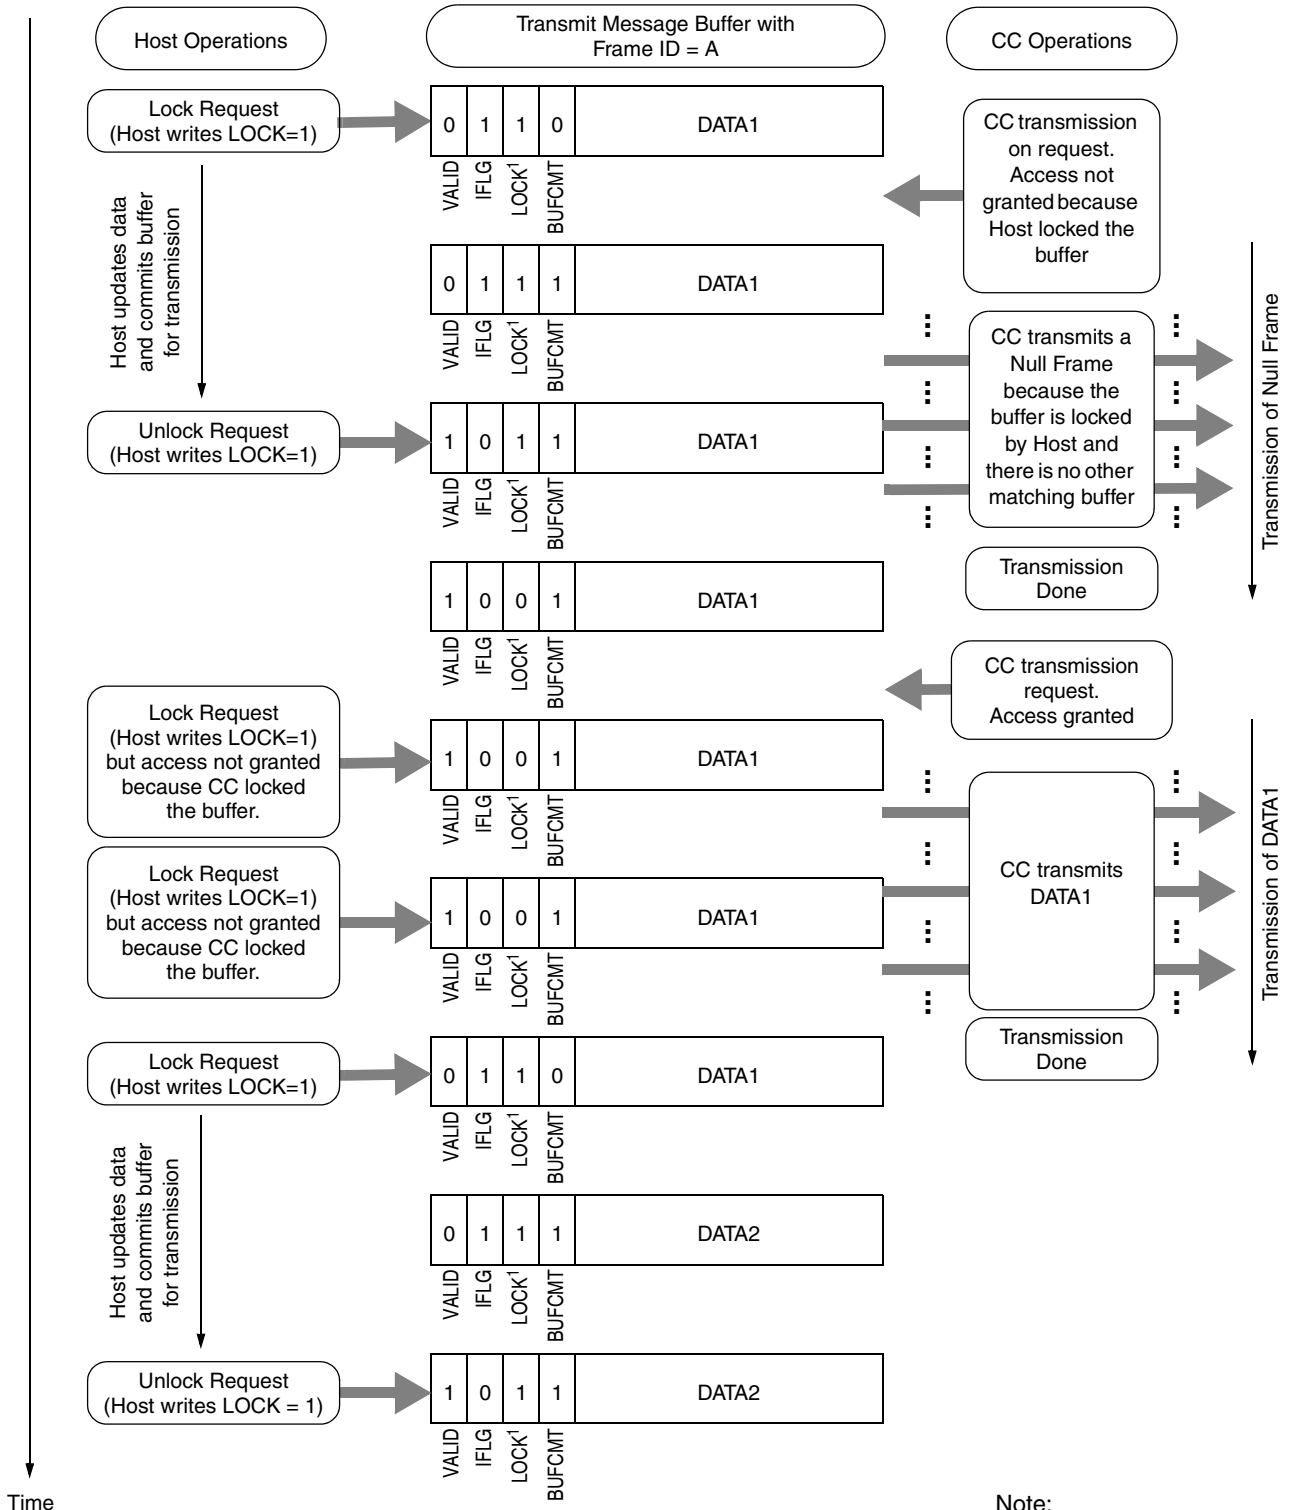 Host Operations
Transmit Message Buffer with
Frame ID = A
CC Operations
Lock Request
(Host writes LOCK=1)
0 1 1 0 DATA1
VALID
IFLG
LOCK1
BUFCMT
CC transmission
on request.
Access not
granted because
Host locked the
buffer
Host updates data
and commits buffer
for transmission
0 1 1 1 DATA1
VALID
IFLG
LOCK1
BUFCMT
CC transmits a
Null Frame
because the
buffer is locked
by Host and
there is no other
matching buffer
Transmission of Null Frame
Unlock Request
(Host writes LOCK=1)
1 0 1 1 DATA1
VALID
IFLG
LOCK1
BUFCMT
Transmission
Done
1 0 0 1 DATA1
VALID
IFLG
LOCK1
BUFCMT
CC transmission
request.
Access granted
Lock Request
(Host writes LOCK=1)
but access not granted
because CC locked
the buffer.
1 0 0 1 DATA1
VALID
IFLG
LOCK1
BUFCMT
CC transmits
DATA1
Transmission of DATA1
Lock Request
(Host writes LOCK=1)
but access not granted
because CC locked
the buffer.
1 0 0 1 DATA1
VALID
IFLG
LOCK1
BUFCMT
Transmission
Done
Lock Request
(Host writes LOCK=1)
0 1 1 0 DATA1
VALID
IFLG
LOCK1
BUFCMT
Host updates data
and commits buffer
for transmission
0 1 1 1 DATA2
VALID
IFLG
LOCK1
BUFCMT
Unlock Request
(Host writes LOCK = 1)
1 0 1 1 DATA2
VALID
IFLG
LOCK1
BUFCMT
Time
Note: